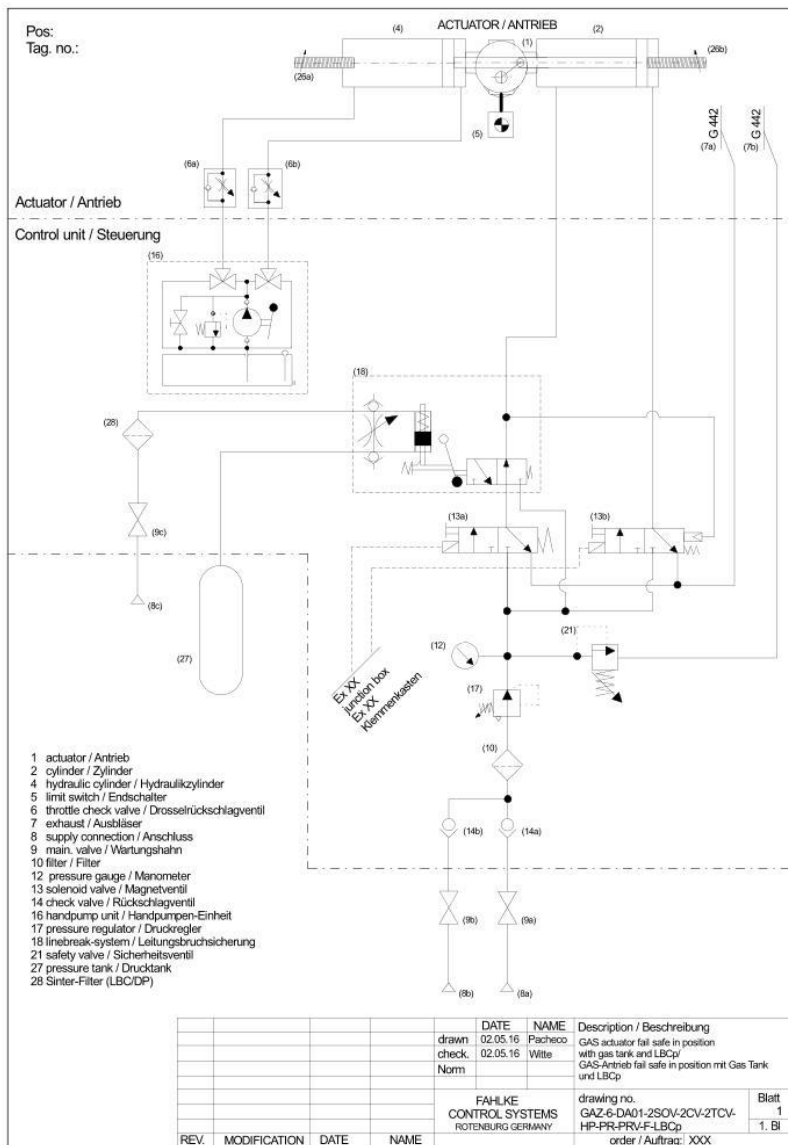 Pos:
Tag. no.:
ACTUATOR / ANTRIEB
(4)
(1)
(2)
(26a)
(26b)
(5)
G 442
G 442
(7a)
(7b)
(6a)
(6b)
Actuator / Antrieb
Control unit / Steuerung
(16)
(18)
(28)
(9c)
(13a)
(13b)
(8c)
(27)
(12)
(21)
Ex XX
junction box
Ex XX
Klemmenkasten
(17)
(10)
(14b)
(14a)
(9b)
(9a)
(8b)
(8a)
1 actuator / Antrieb
2 cylinder / Zylinder
4 hydraulic cylinder / Hydraulikzylinder
5 limit switch / Endschalter
6 throttle check valve / Drosselrückschlagventil
7 exhaust / Ausbläser
8 supply connection / Anschluss
9 main. valve / Wartungshahn
10 filter / Filter
12 pressure gauge / Manometer
13 solenoid valve / Magnetventil
14 check valve / Rückschlagventil
16 handpump unit / Handpumpen-Einheit
17 pressure regulator / Druckregler
18 linebreak-system / Leitungsbruchsicherung
21 safety valve / Sicherheitsventil
27 pressure tank / Drucktank
28 Sinter-Filter (LBC/DP)
DATE NAME Description / Beschreibung
drawn 02.05.16 Pacheco GAS actuator fail safe in position
check. 02.05.16 Witte with gas tank and LBCp/
Norm GAS-Antrieb fail safe in position mit Gas Tank
und LBCp
FAHLKE drawing no. Blatt
CONTROL SYSTEMS GAZ-6-DA01-2SOV-2CV-2TCV- 1
ROTENBURG GERMANY HP-PR-PRV-F-LBCp 1. Bl
REV. MODIFICATION DATE NAME order / Auftrag: XXX